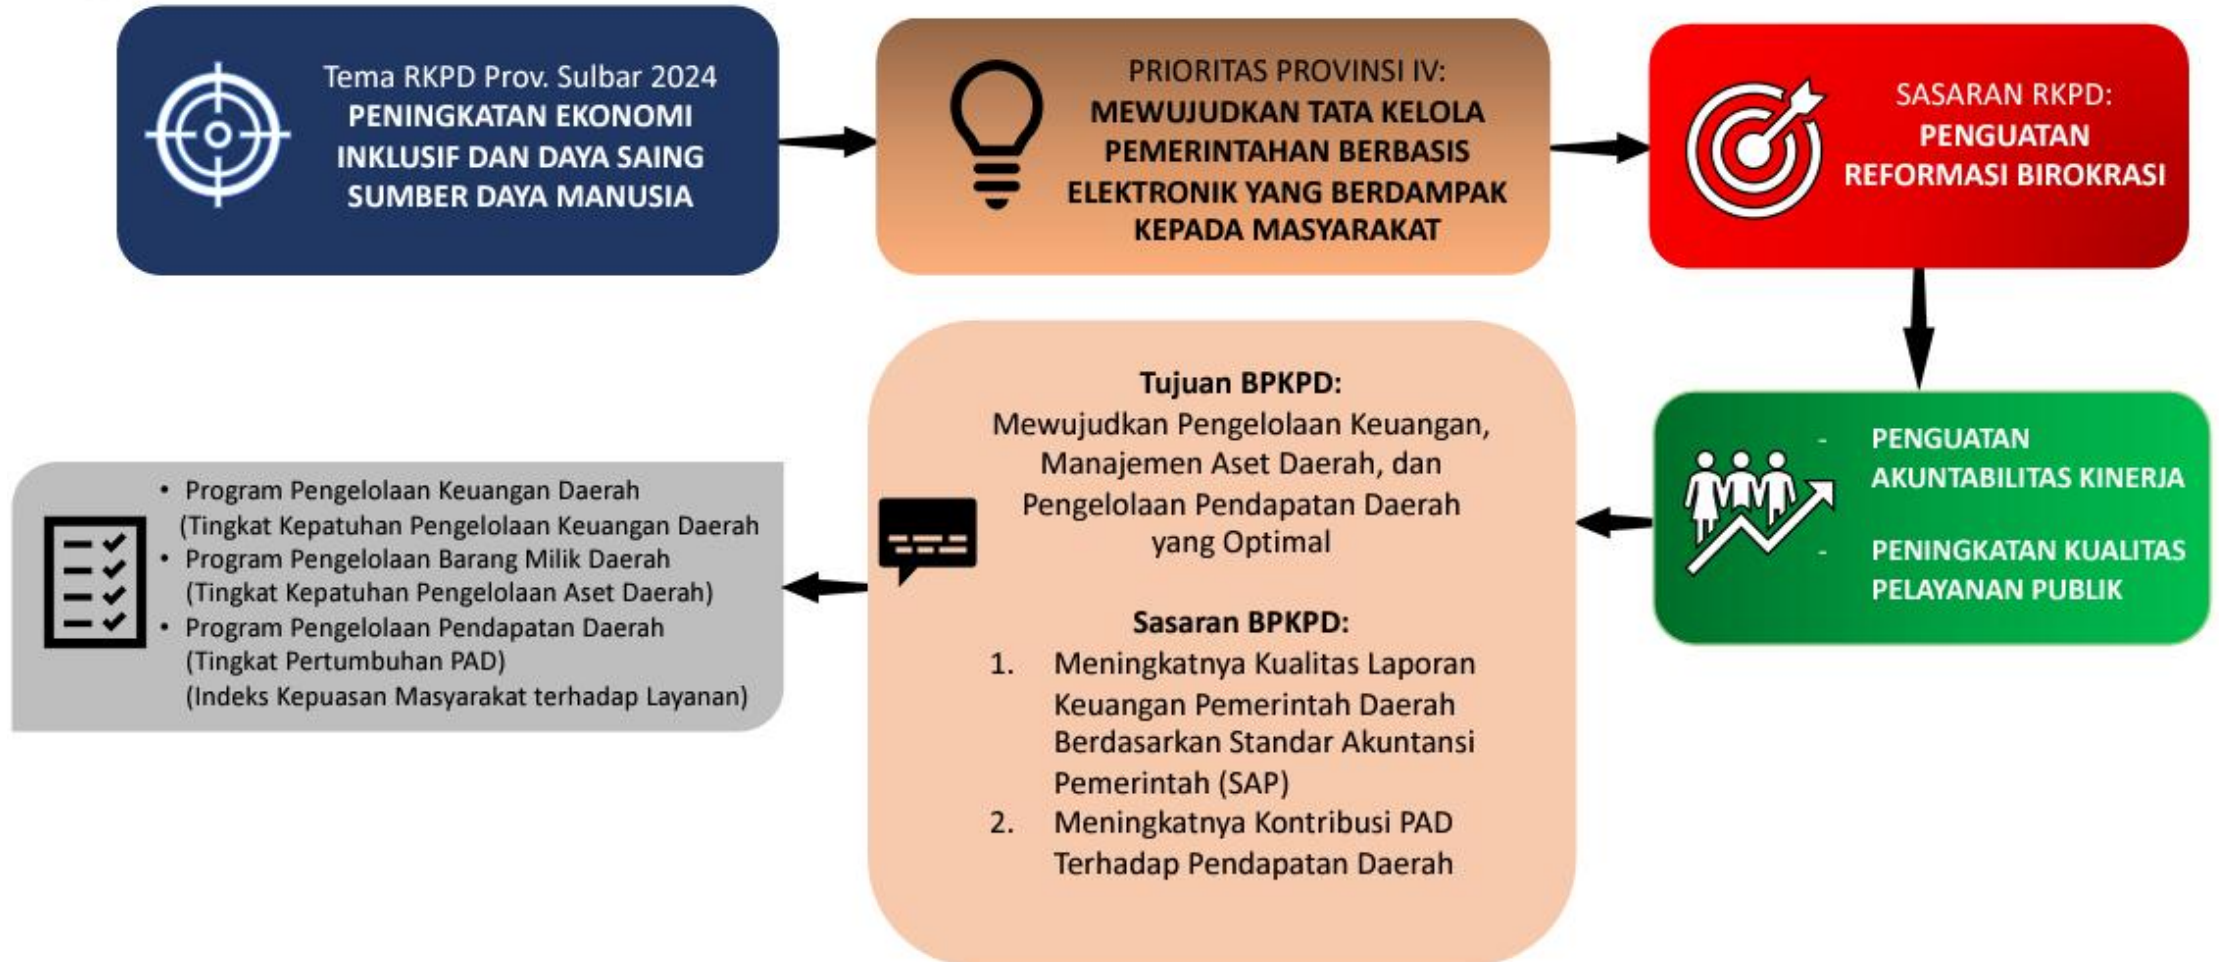 Tema RKPD Prov. Sulbar 2024
PENINGKATAN EKONOMI
INKLUSIF DAN DAYA SAING
SUMBER DAYA MANUSIA
PRIORITAS PROVINSI IV:
MEWUJUDKAN TATA KELOLA
PEMERINTAHAN BERBASIS
ELEKTRONIK YANG BERDAMPAK
KEPADA MASYARAKAT
SASARAN RKPD:
PENGUATAN
REFORMASI BIROKRASI
- PENGUATAN
AKUNTABILITAS KINERJA
- PENINGKATAN KUALITAS
PELAYANAN PUBLIK
Tujuan BPKPD:
Mewujudkan Pengelolaan Keuangan,
Manajemen Aset Daerah, dan
Pengelolaan Pendapatan Daerah
yang Optimal
Sasaran BPKPD:
1. Meningkatnya Kualitas Laporan
Keuangan Pemerintah Daerah
Berdasarkan Standar Akuntansi
Pemerintah (SAP)
2. Meningkatnya Kontribusi PAD
Terhadap Pendapatan Daerah
• Program Pengelolaan Keuangan Daerah
(Tingkat Kepatuhan Pengelolaan Keuangan Daerah
• Program Pengelolaan Barang Milik Daerah
(Tingkat Kepatuhan Pengelolaan Aset Daerah)
• Program Pengelolaan Pendapatan Daerah
(Tingkat Pertumbuhan PAD)
(Indeks Kepuasan Masyarakat terhadap Layanan)